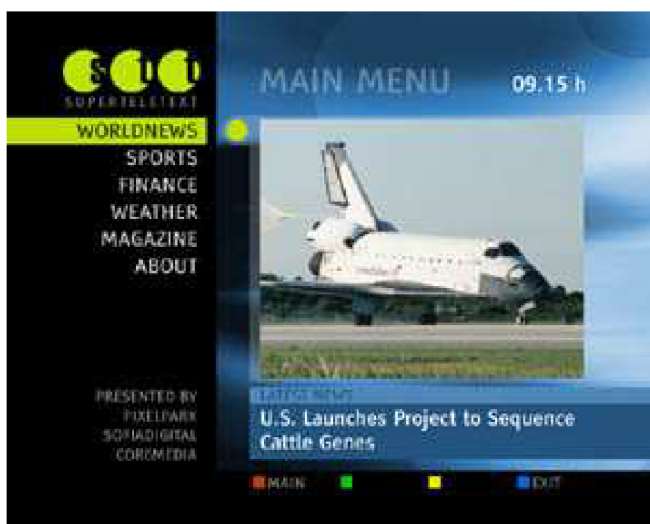 SUPERTELETEXT
MAIN MENU
09.15 h
WORLDNEWS
SPORTS
FINANCE
WEATHER
MAGAZINE
ABOUT
PRESENTED BY
PIXELPARK
SOFIADIGITAL
COREMEDIA
LATEST NEWS
U.S. Launches Project to Sequence
Cattle Genes
MAIN
EXIT